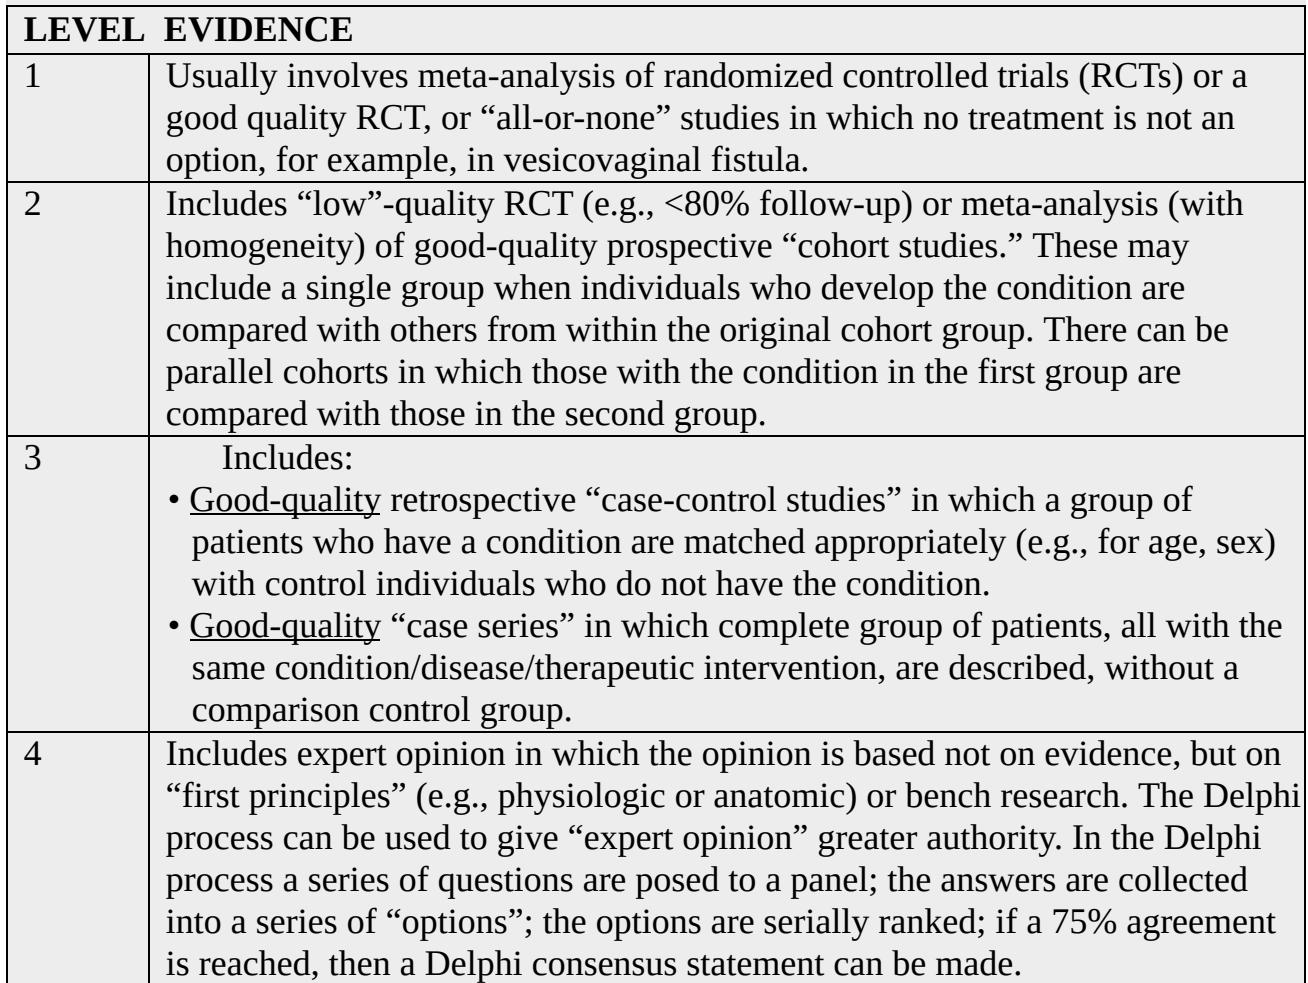 LEVEL EVIDENCE
1 Usually involves meta-analysis of randomized controlled trials (RCTs) or a
good quality RCT, or “all-or-none” studies in which no treatment is not an
option, for example, in vesicovaginal fistula.
2 Includes “low”-quality RCT (e.g., <80% follow-up) or meta-analysis (with
homogeneity) of good-quality prospective “cohort studies.” These may
include a single group when individuals who develop the condition are
compared with others from within the original cohort group. There can be
parallel cohorts in which those with the condition in the first group are
compared with those in the second group.
3 Includes:
• Good-quality retrospective “case-control studies” in which a group of
patients who have a condition are matched appropriately (e.g., for age, sex)
with control individuals who do not have the condition.
• Good-quality “case series” in which complete group of patients, all with the
same condition/disease/therapeutic intervention, are described, without a
comparison control group.
4 Includes expert opinion in which the opinion is based not on evidence, but on
“first principles” (e.g., physiologic or anatomic) or bench research. The Delphi
process can be used to give “expert opinion” greater authority. In the Delphi
process a series of questions are posed to a panel; the answers are collected
into a series of “options”; the options are serially ranked; if a 75% agreement
is reached, then a Delphi consensus statement can be made.